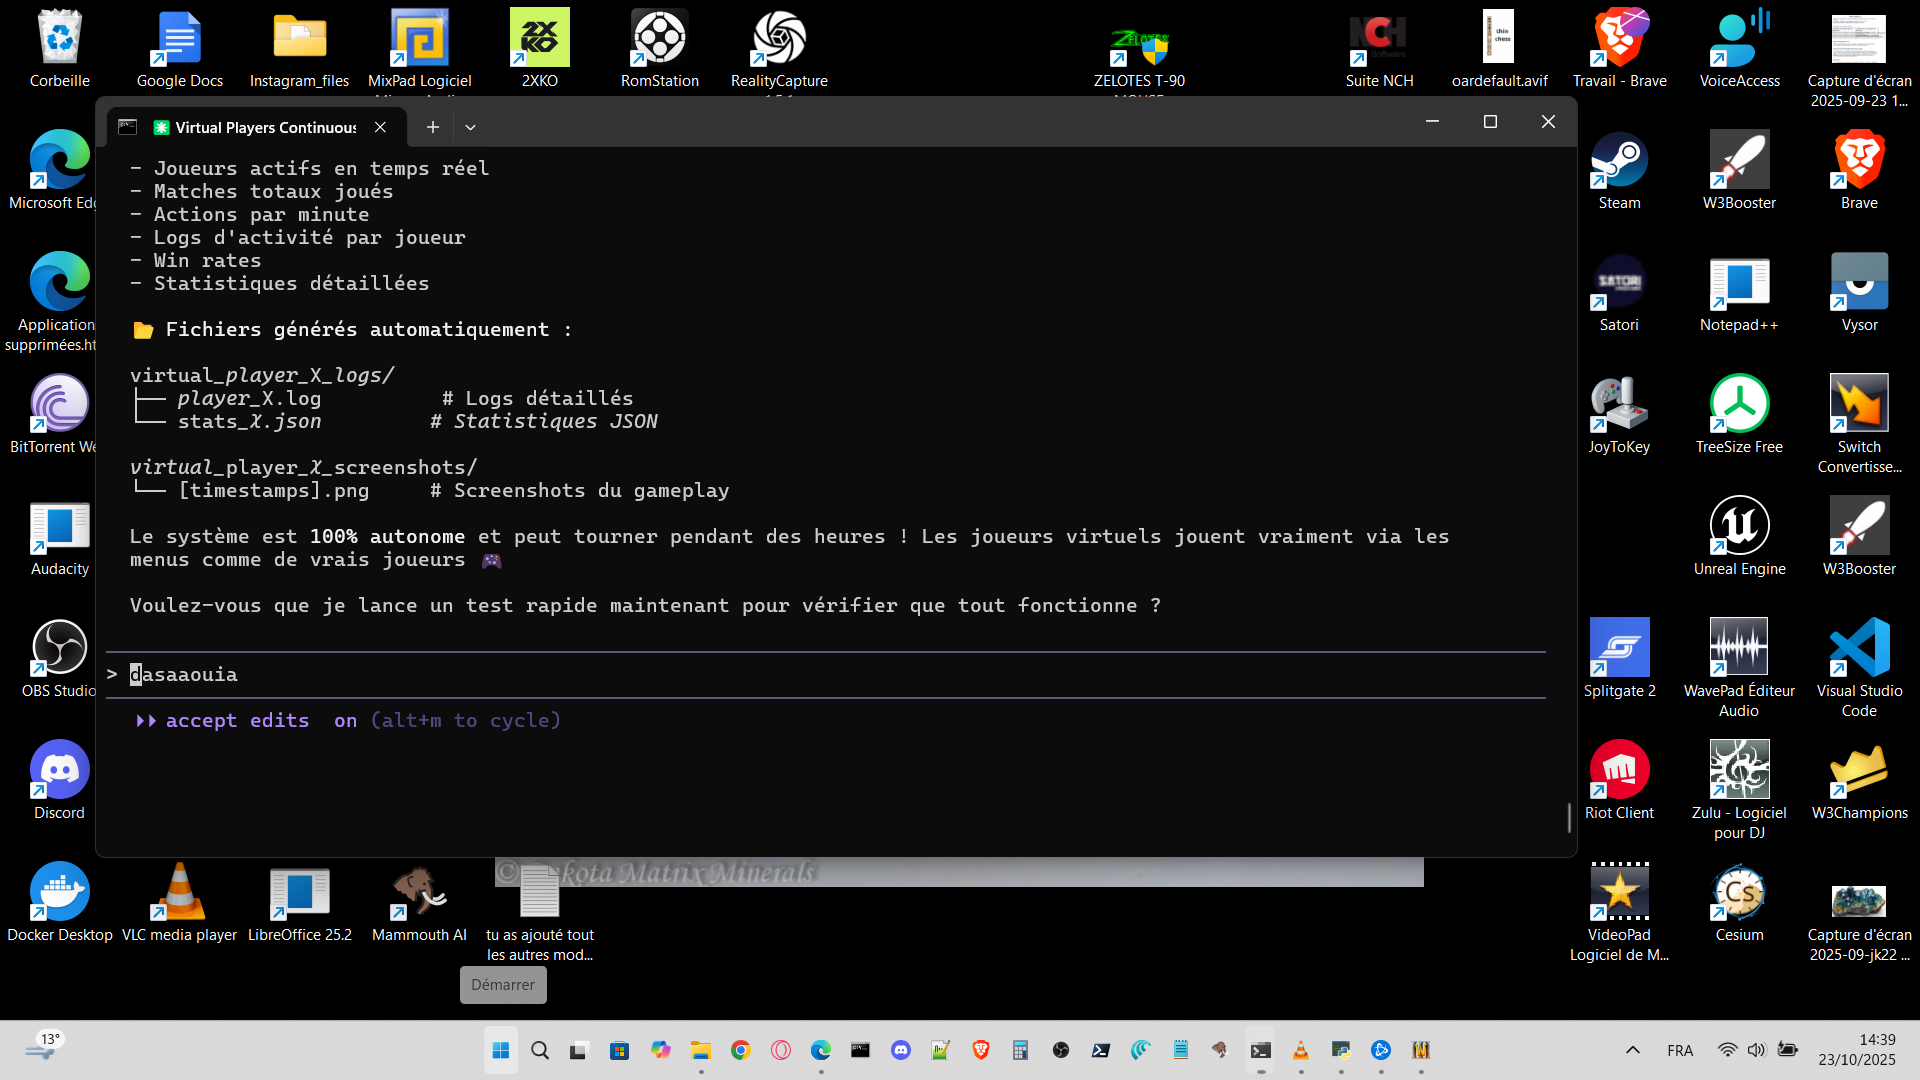 Corbeille
Google Docs
Instagram_files
MixPad Logiciel
2XKO
RomStation
RealityCapture
ZELOTES T-90
Suite NCH
oardefault.avif
Travail - Brave
VoiceAccess
Capture d'écran
2025-09-23 1...
Virtual Players Continuous
- Joueurs actifs en temps réel
- Matches totaux joués
- Actions par minute
- Logs d'activité par joueur
- Win rates
- Statistiques détaillées
Fichiers générés automatiquement :
virtual_player_X_logs/
├── player_X.log # Logs détaillés
└── stats_X.json # Statistiques JSON
virtual_player_X_screenshots/
└── [timestamps].png # Screenshots du gameplay
Le système est 100% autonome et peut tourner pendant des heures ! Les joueurs virtuels jouent vraiment via les
menus comme de vrais joueurs
Voulez-vous que je lance un test rapide maintenant pour vérifier que tout fonctionne ?
> dasaaouia
accept edits on (alt+m to cycle)
Microsoft Edg
Application
supprimées.ht
BitTorrent We
Audacity
OBS Studio
Discord
Steam
W3Booster
Brave
Satori
Notepad++
Vysor
JoyToKey
TreeSize Free
Switch
Convertisse...
Unreal Engine
W3Booster
Splitgate 2
WavePad Éditeur
Audio
Visual Studio
Code
Riot Client
Zulu - Logiciel
pour DJ
W3Champions
Docker Desktop
VLC media player
LibreOffice 25.2
Mammouth AI
tu as ajouté tout
les autres mod...
kota Matrix Minerals
VideoPad
Logiciel de M...
Cesium
Capture d'écran
2025-09-jk22 ...
Démarrer
13°
FRA
14:39
23/10/2025